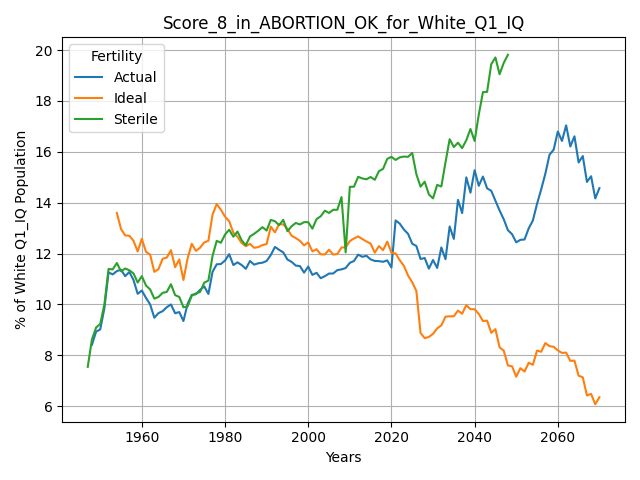 Score_8_in_ABORTION_OK_for_White_Q1_IQ
% of White Q1_IQ Population
20
18
16
14
12
10
8
6
Fertility
Actual
Ideal
Sterile
1960 1980 2000 2020 2040 2060
Years